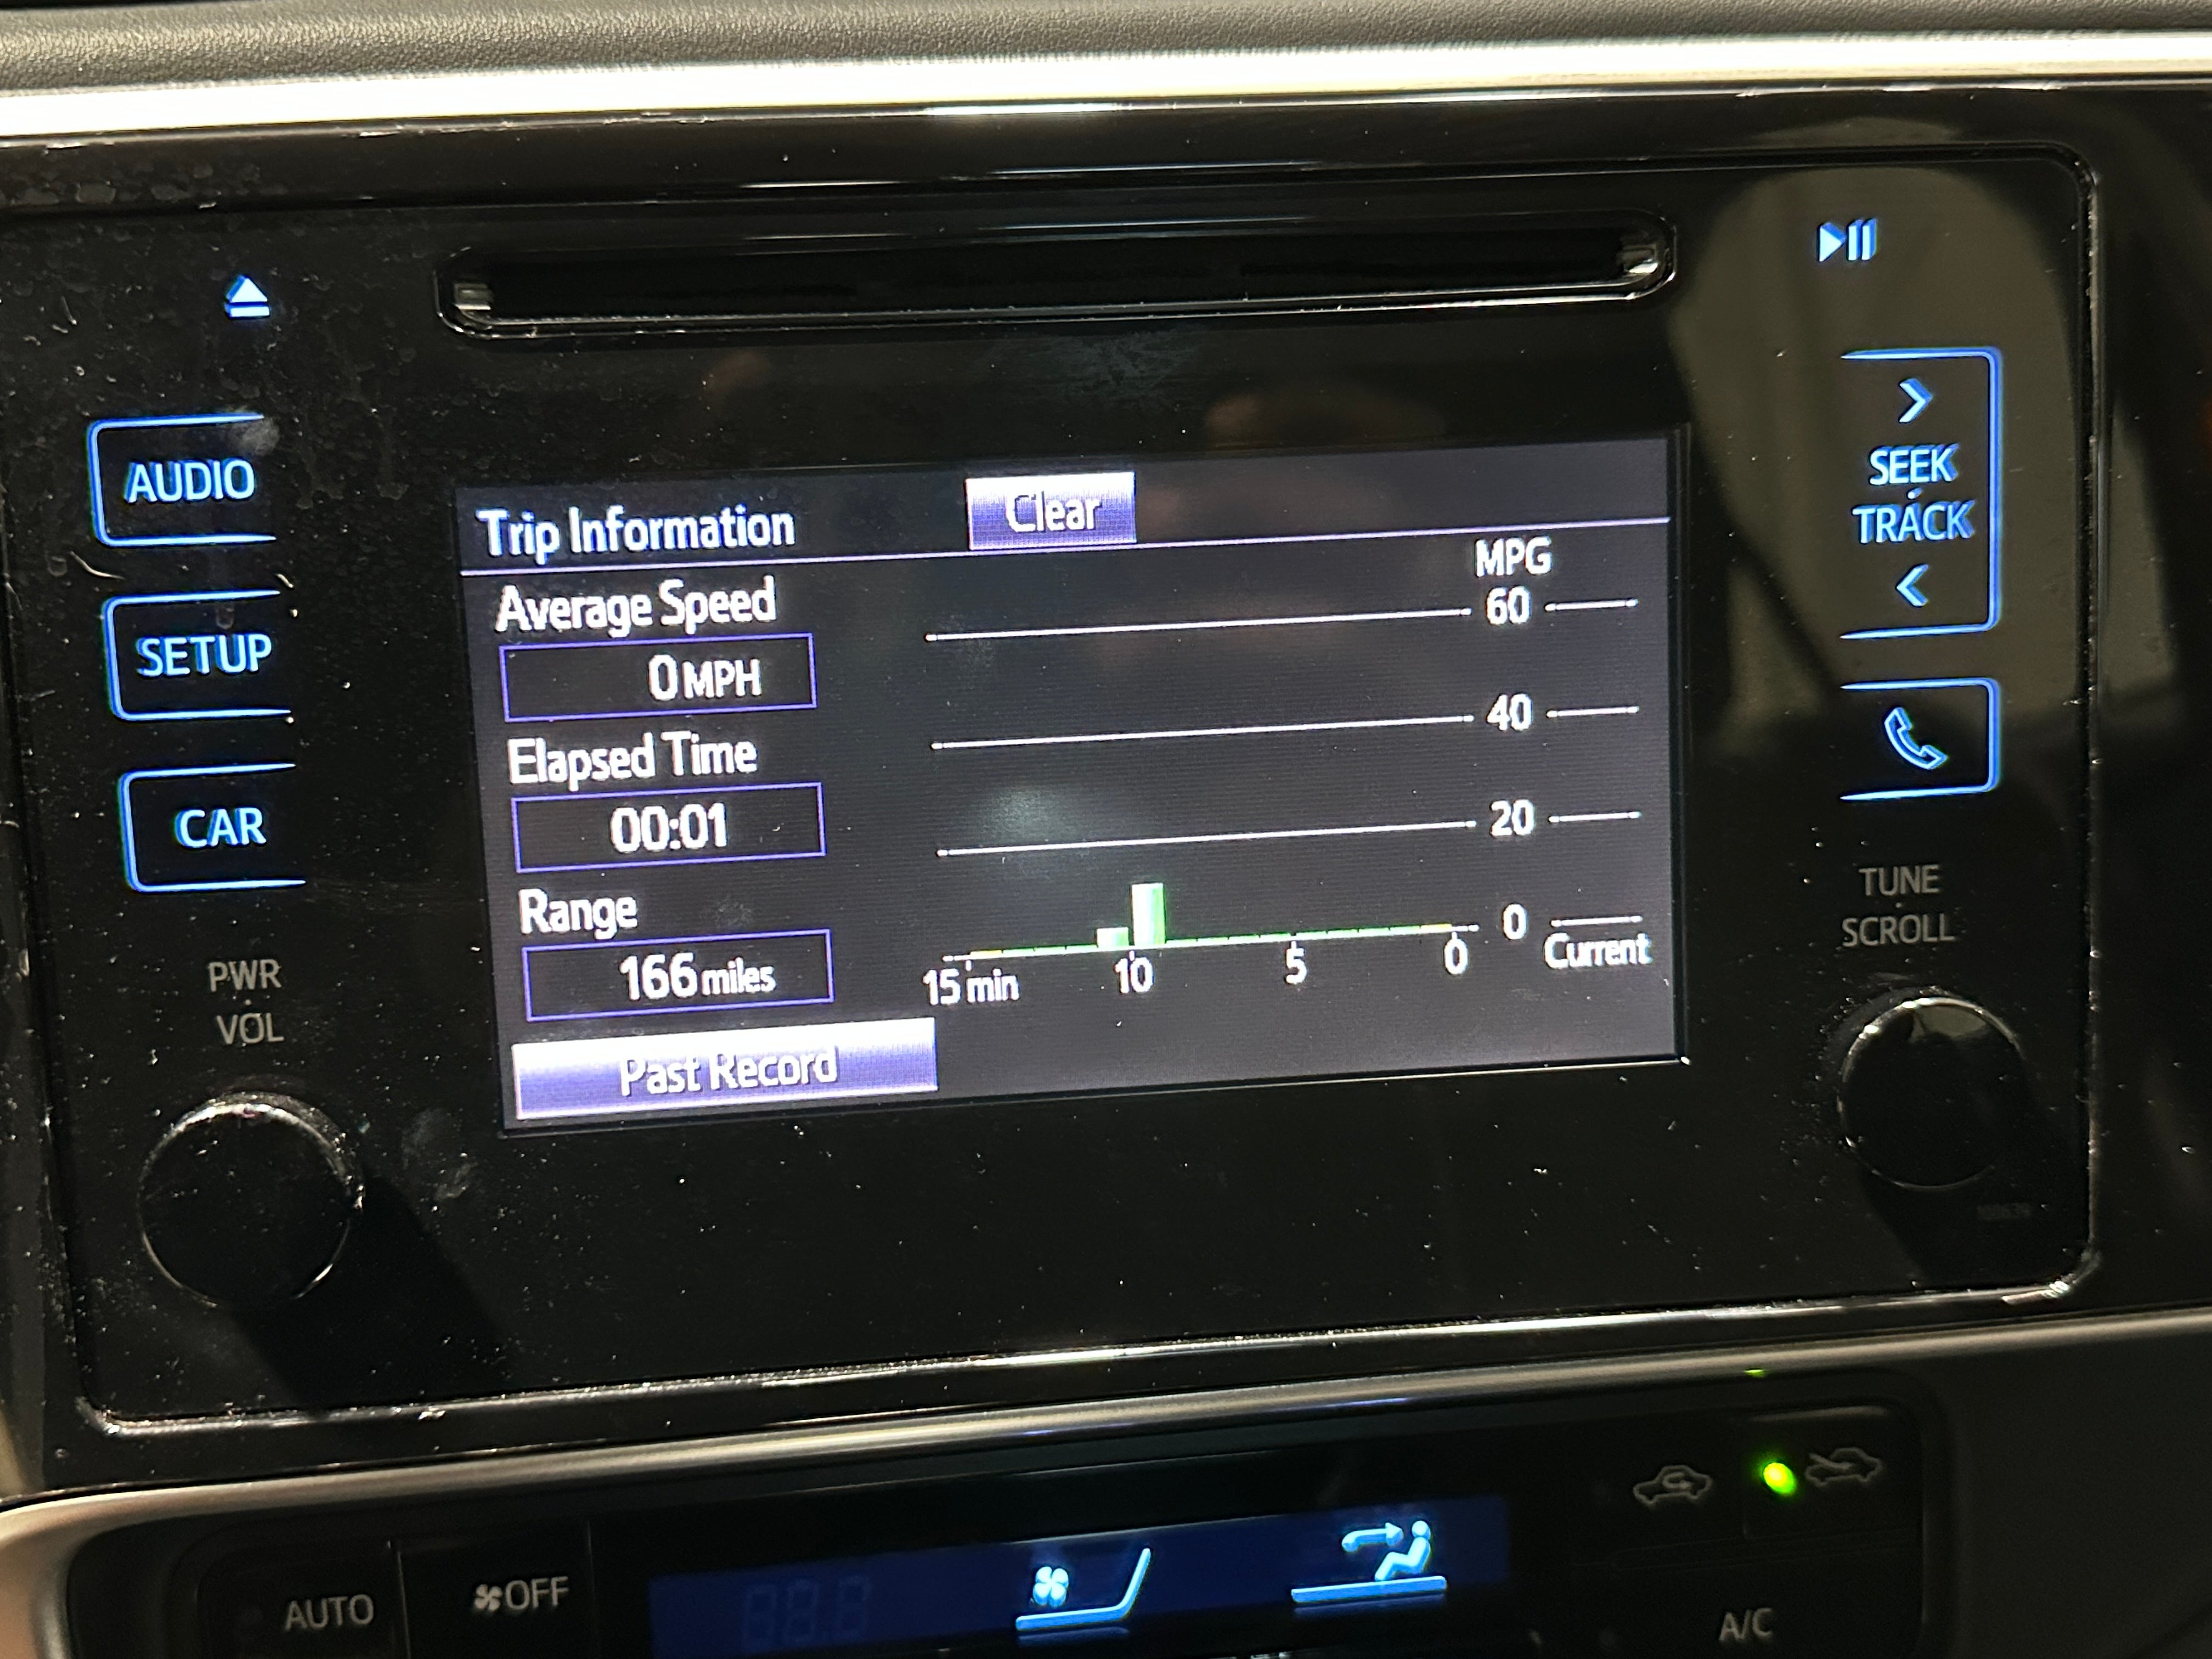 AUDIO
SETUP
CAR
PWR
VOL
Trip Information
Clear
Average Speed
0 MPH
Elapsed Time
00:01
Range
166 miles
Past Record
MPG
60
40
20
0
15 min
10
5
0
Current
SEEK
TRACK
TUNE
SCROLL
AUTO
OFF
A/C